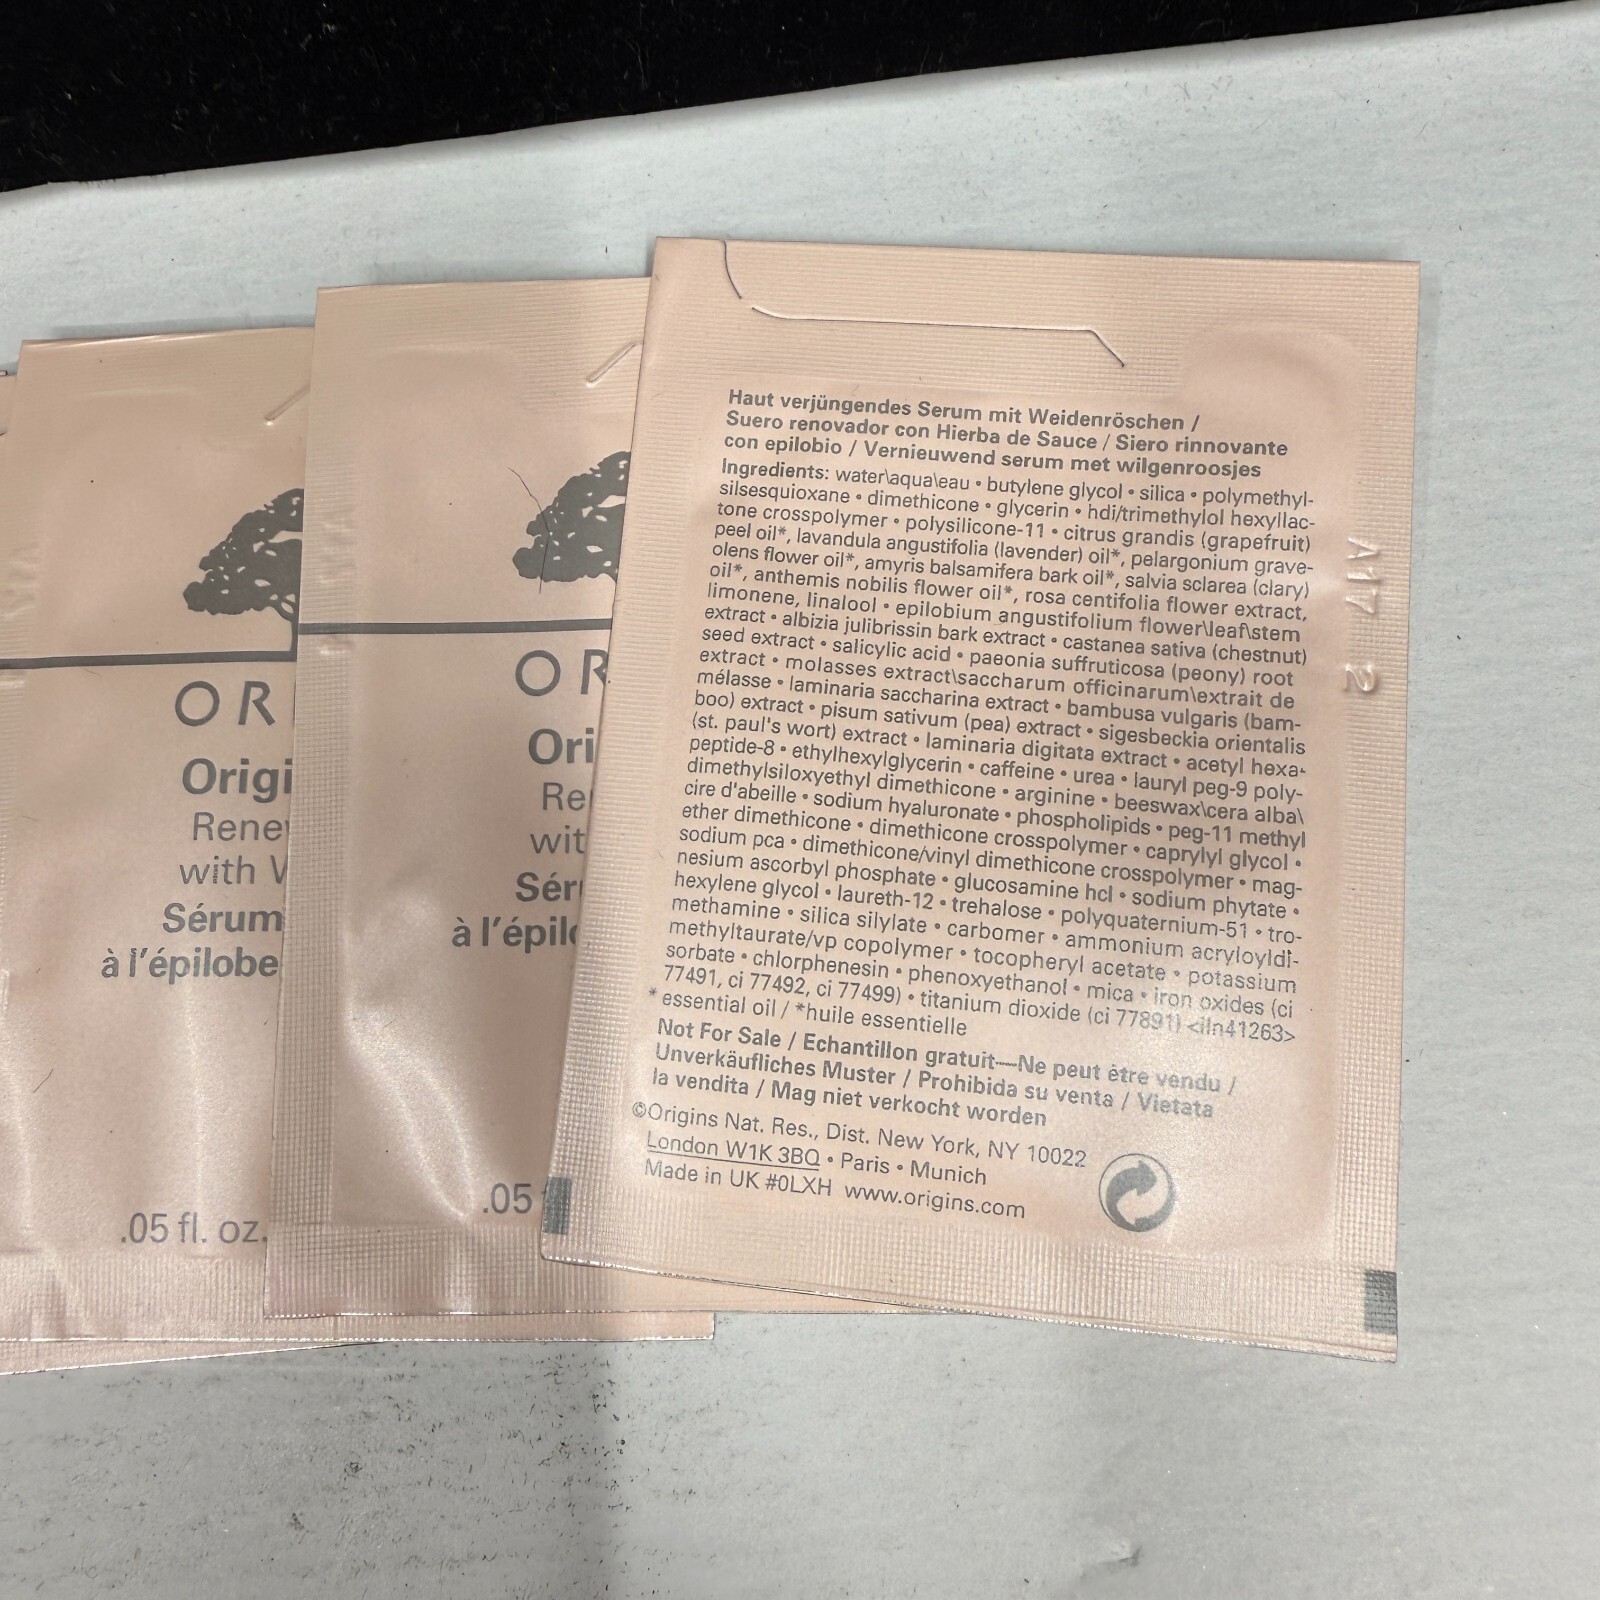 OR
Origi
Rene
with
Sérum
à l'épilobe
.05 fl. oz.
OR
Ori
Re
wit
Sér
à l'épil
.05
Haut verjüngendes Serum mit Weidenröschen /
Suero renovador con Hierba de Sauce / Siero rinnovante
con epilobio / Vernieuwend serum met wilgenroosjes
Ingredients: water\aqua\eau • butylene glycol • silica • polymethyl-
silsesquioxane • dimethicone • glycerin • hdi/trimethylol hexyllac-
tone crosspolymer • polysilicone-11 • citrus grandis (grapefruit)
peel oil*, lavandula angustifolia (lavender) oil*, pelargonium grave-
olens flower oil*, amyris balsamifera bark oil*, salvia sclarea (clary)
oil*, anthemis nobilis flower oil*, rosa centifolia flower extract,
limonene, linalool • epilobium angustifolium flower\leaf\stem
extract • albizia julibrissin bark extract • castanea sativa (chestnut)
seed extract • salicylic acid • paeonia suffruticosa (peony) root
extract • molasses extract\saccharum officinarum\extrait de
mélasse • laminaria saccharina extract • bambusa vulgaris (bam-
boo) extract • pisum sativum (pea) extract • sigesbeckia orientalis
(st. paul's wort) extract • laminaria digitata extract • acetyl hexa-
peptide-8 • ethylhexylglycerin • caffeine • urea • lauryl peg-9 poly-
dimethylsiloxyethyl dimethicone • arginine • beeswax\cera alba\
cire d'abeille • sodium hyaluronate • phospholipids • peg-11 methyl
ether dimethicone • dimethicone crosspolymer • caprylyl glycol •
sodium pca • dimethicone/vinyl dimethicone crosspolymer • mag-
nesium ascorbyl phosphate • glucosamine hcl • sodium phytate •
hexylene glycol • laureth-12 • trehalose • polyquaternium-51 • tro-
methamine • silica silylate • carbomer • ammonium acryloyldi-
methyltaurate/vp copolymer • tocopheryl acetate • potassium
sorbate • chlorphenesin • phenoxyethanol • mica • iron oxides (ci
77491, ci 77492, ci 77499) • titanium dioxide (ci 77891) <iln41263>
*essential oil / *huile essentielle
Not For Sale / Echantillon gratuit—Ne peut être vendu /
Unverkäufliches Muster / Prohibida su venta / Vietata
la vendita / Mag niet verkocht worden
©Origins Nat. Res., Dist. New York, NY 10022
London W1K 3BQ • Paris • Munich
Made in UK #0LXH www.origins.com
A17 2